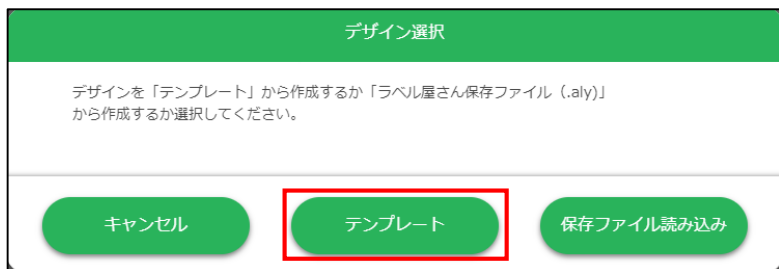 デザイン選択
デザインを「テンプレート」から作成するか「ラベル屋さん保存ファイル（.aly)」
から作成するか選択してください。
キャンセル
テンプレート
保存ファイル読み込み